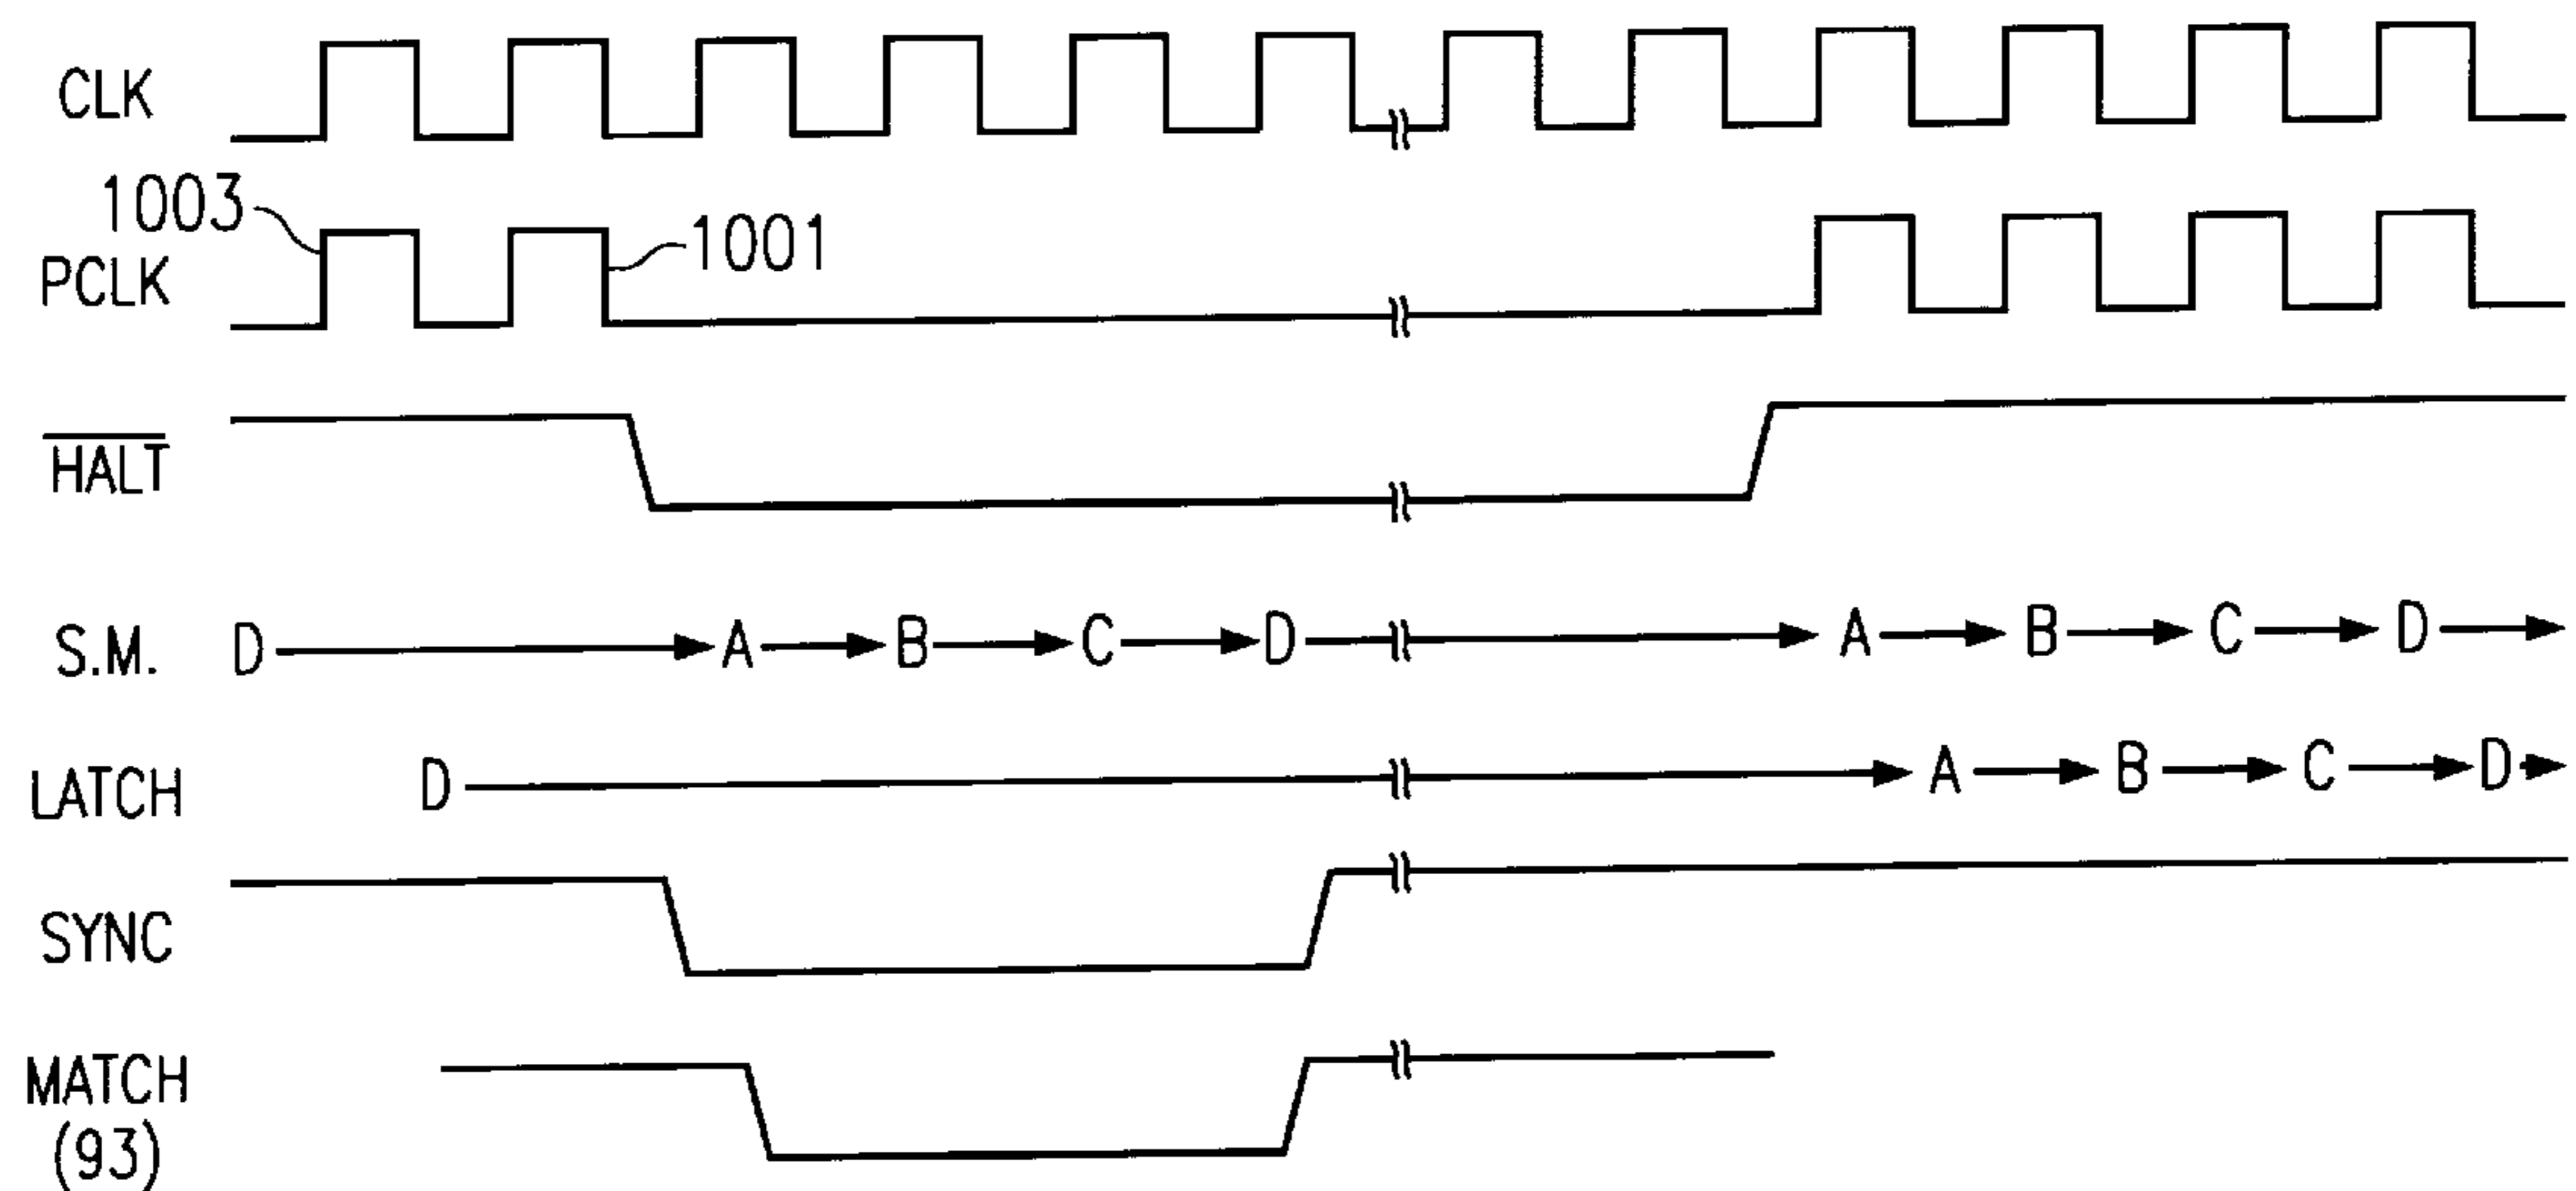 CLK
1003
1001
PCLK
HALT
S.M. D A B C D A B C D
LATCH D A B C D
SYNC
MATCH
(93)